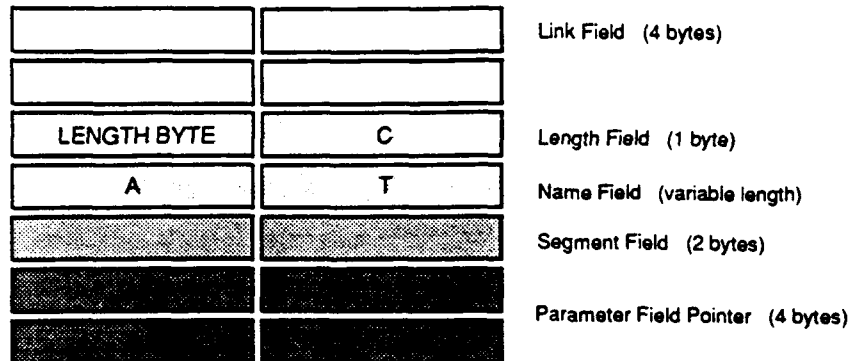 Link Field (4 bytes)
LENGTH BYTE C Length Field (1 byte)
A T Name Field (variable length)
Segment Field (2 bytes)
Parameter Field Pointer (4 bytes)